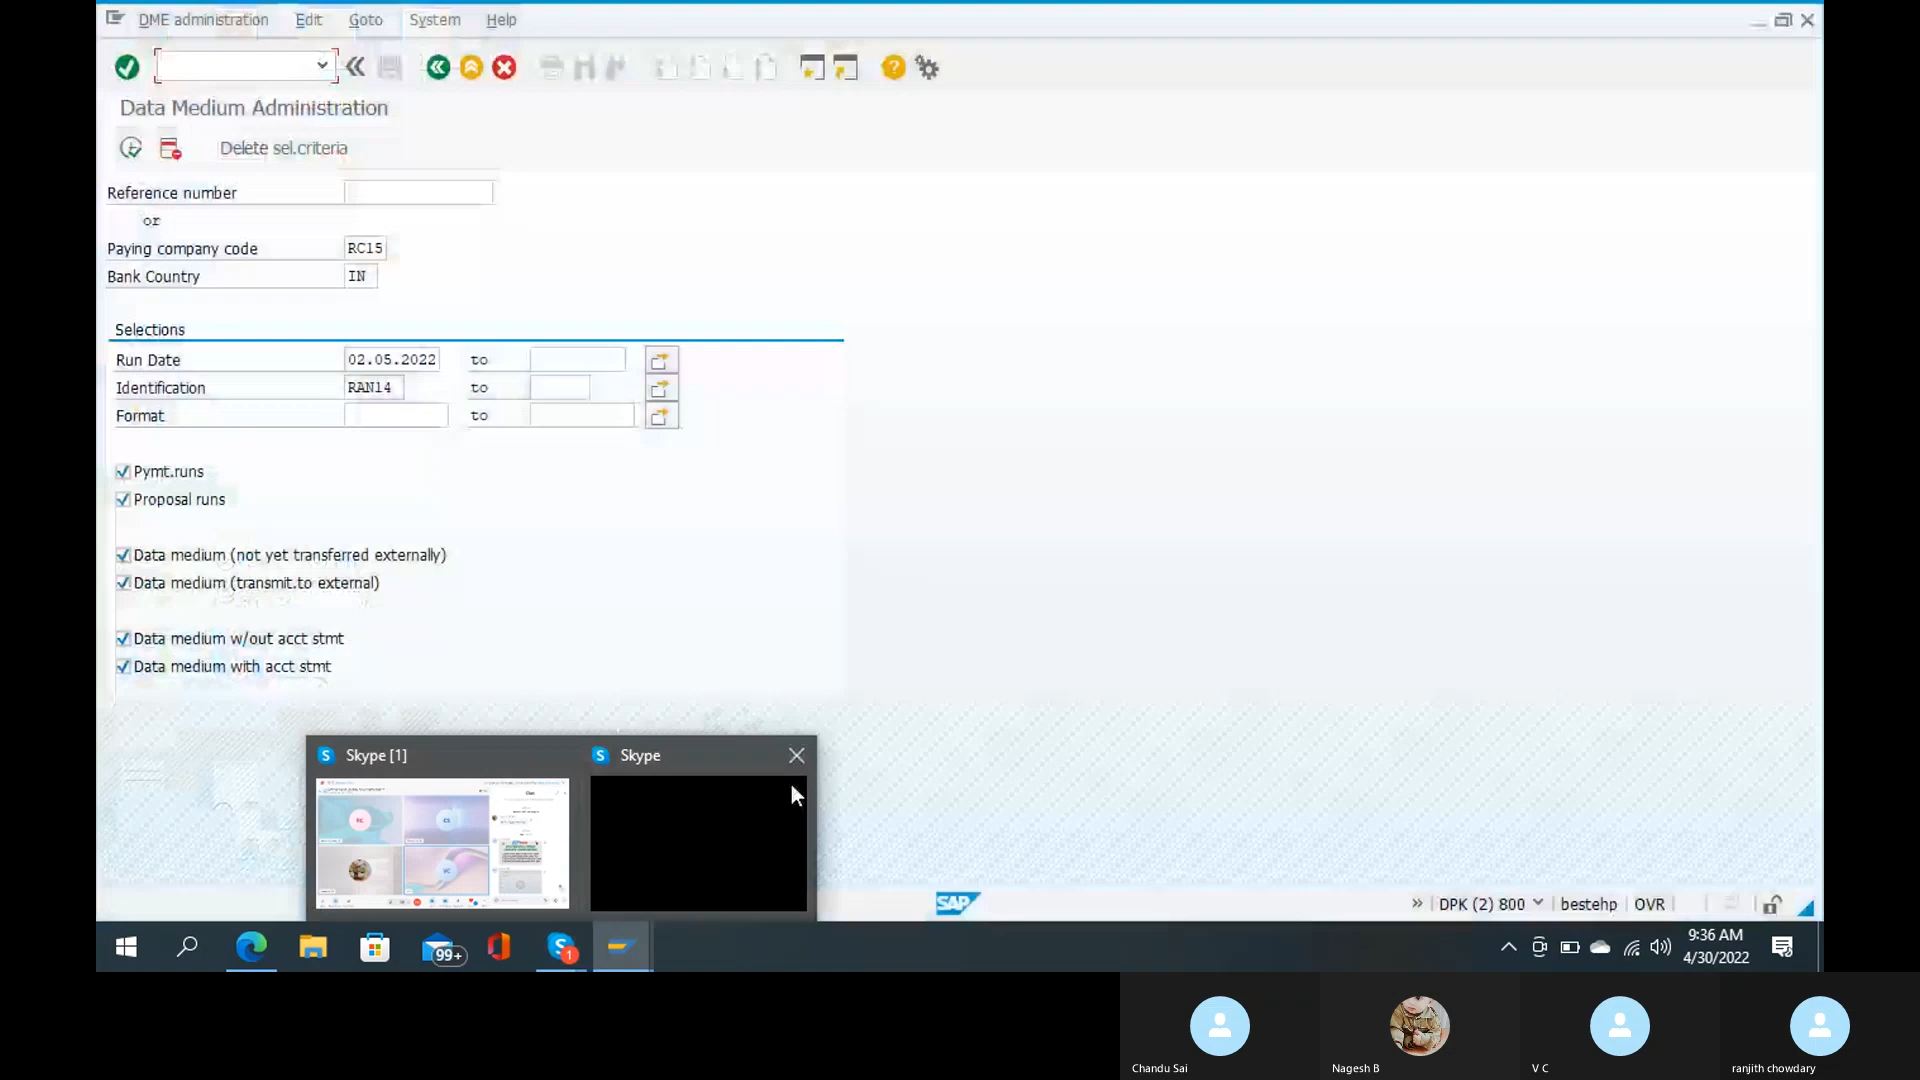 DME administration Edit Goto System Help
Data Medium Administration
Delete sel.criteria
Reference number
or
Paying company code RC15
Bank Country IN
Selections
Run Date 02.05.2022 to
Identification RAN14 to
Format to
Pymt.runs
Proposal runs
Data medium (not yet transferred externally)
Data medium (transmit.to external)
Data medium w/out acct stmt
Data medium with acct stmt
Skype [1] Skype
SAP DPK (2) 800 bestehp OVR
99+ 1 9:36 AM
4/30/2022
Chandu Sai Nagesh B V C ranjith chowdary